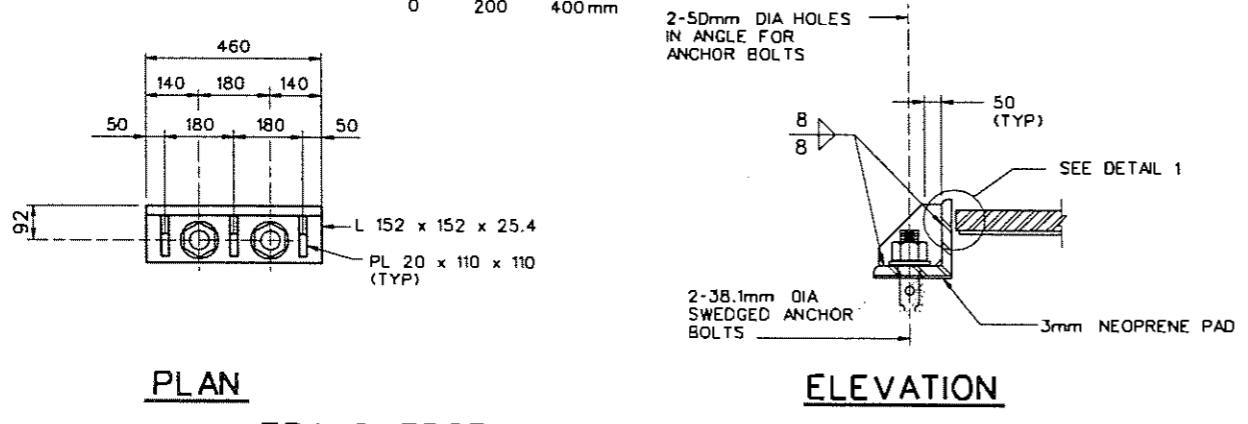 0 200 400 mm
460
140 180 140
50 180 180 50
92
L 152 x 152 x 25.4
PL 20 x 110 x 110
(TYP)
PLAN
2-50mm DIA HOLES
IN ANGLE FOR
ANCHOR BOLTS
8
8
50
(TYP)
SEE DETAIL 1
2-38.1mm DIA
SWEDGED ANCHOR
BOLTS
3mm NEOPRENE PAD
ELEVATION